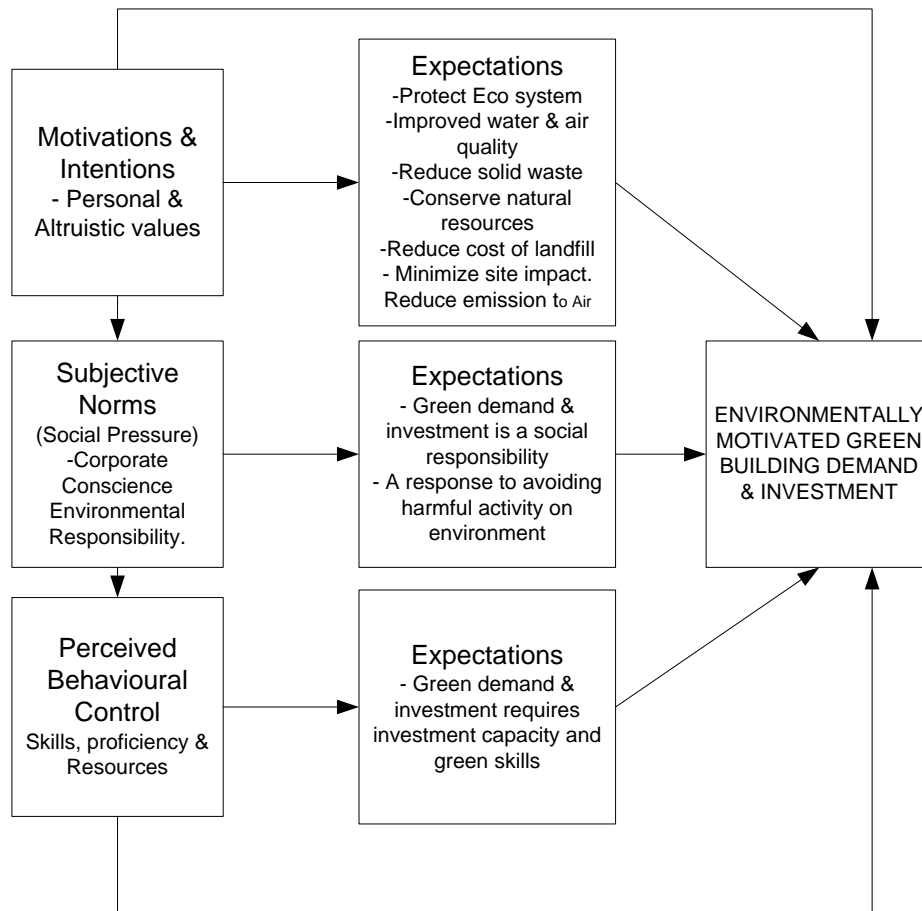 Motivations &
Intentions
- Personal &
Altruistic values
Expectations
-Protect Eco system
-Improved water & air
quality
-Reduce solid waste
-Conserve natural
resources
-Reduce cost of landfill
- Minimize site impact.
Reduce emission to Air
Subjective
Norms
(Social Pressure)
-Corporate
Conscience
Environmental
Responsibility.
Expectations
- Green demand &
investment is a social
responsibility
- A response to avoiding
harmful activity on
environment
ENVIRONMENTALLY
MOTIVATED GREEN
BUILDING DEMAND
& INVESTMENT
Perceived
Behavioural
Control
Skills, proficiency &
Resources
Expectations
- Green demand &
investment requires
investment capacity and
green skills